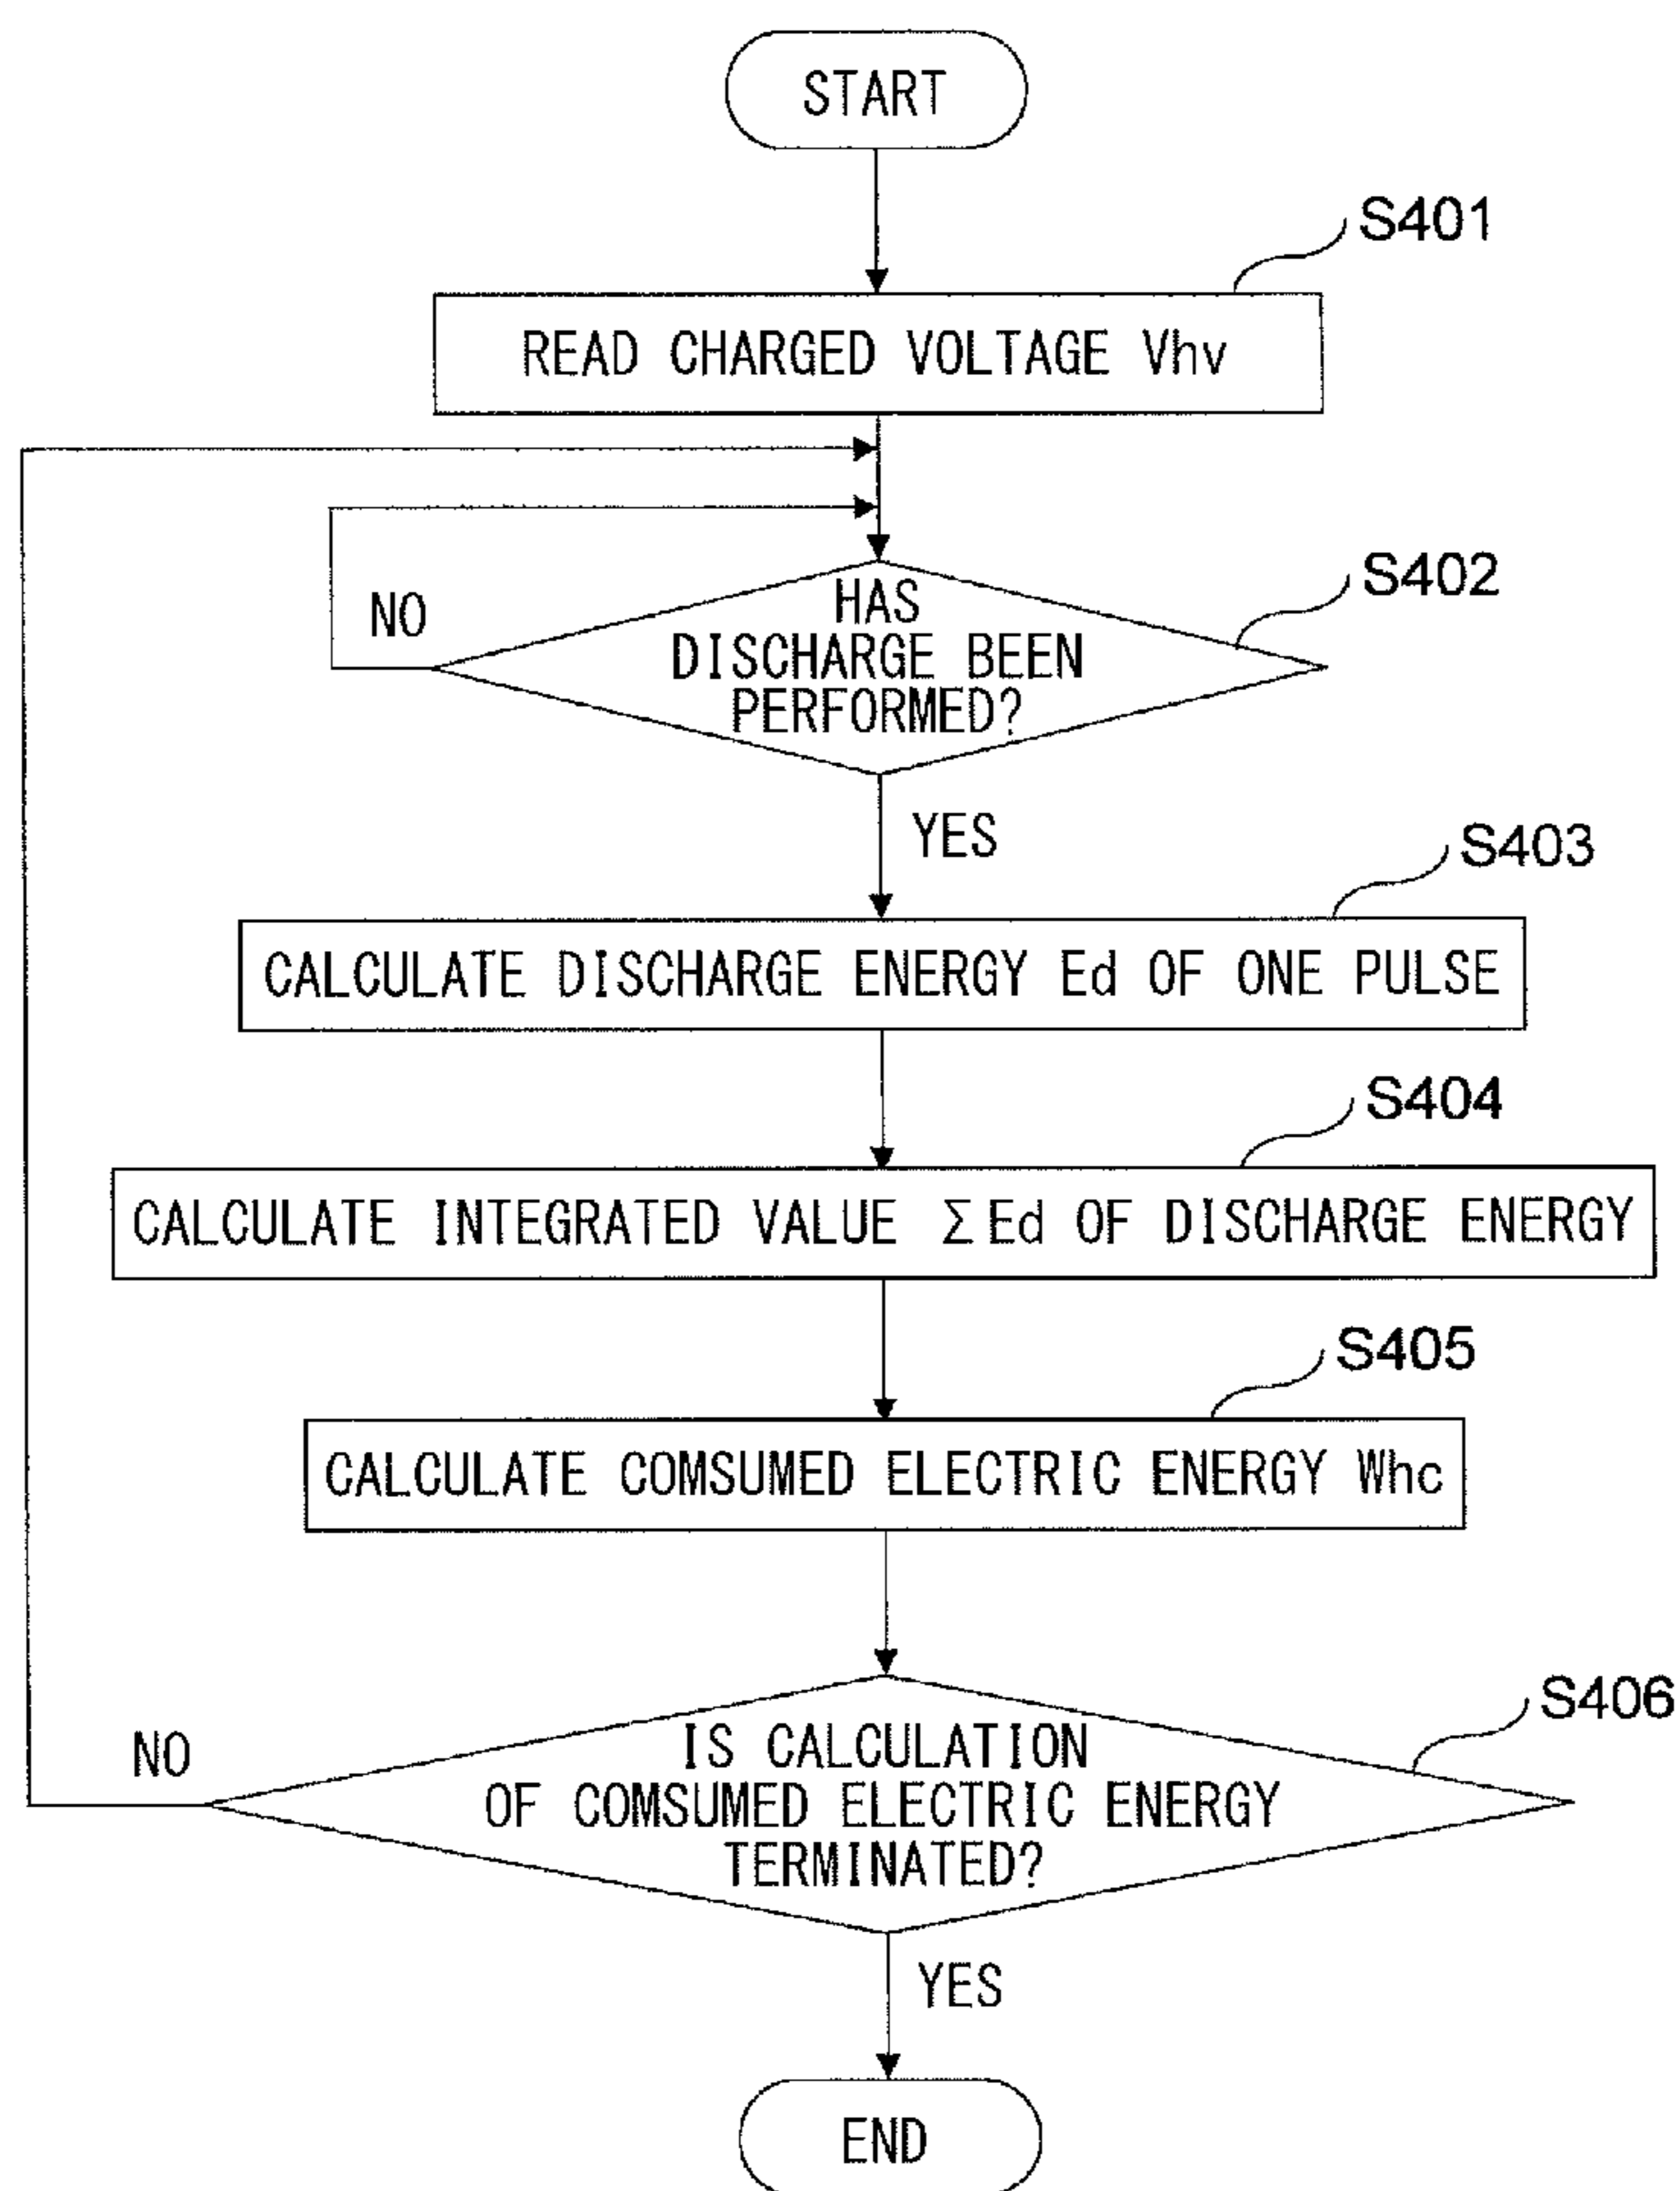 START
S401
READ CHARGED VOLTAGE Vhv
S402
NO
HAS
DISCHARGE BEEN
PERFORMED?
YES
S403
CALCULATE DISCHARGE ENERGY Ed OF ONE PULSE
S404
CALCULATE INTEGRATED VALUE ΣEd OF DISCHARGE ENERGY
S405
CALCULATE COMSUMED ELECTRIC ENERGY Whc
S406
NO
IS CALCULATION
OF COMSUMED ELECTRIC ENERGY
TERMINATED?
YES
END